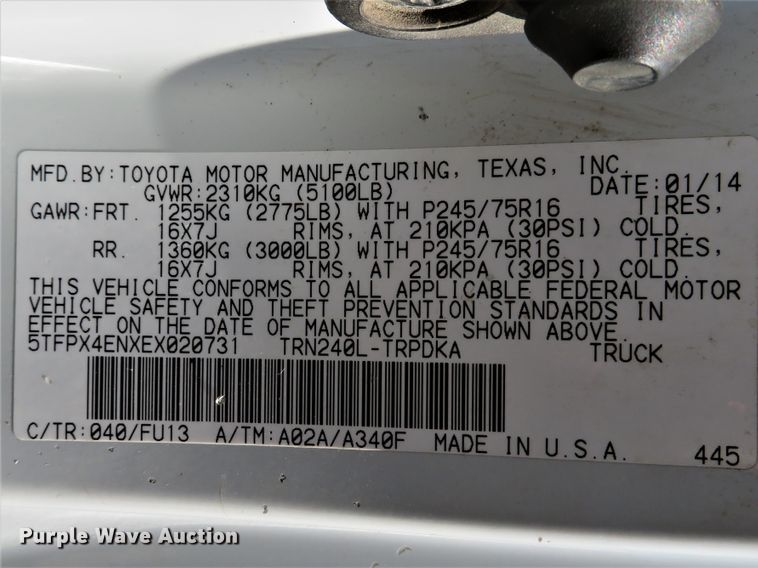 MFD.BY:TOYOTA MOTOR MANUFACTURING, TEXAS, INC.
GVWR:2310KG (5100LB) DATE:01/14
GAWR:FRT. 1255KG (2775LB) WITH P245/75R16 TIRES,
16X7J RIMS, AT 210KPA (30PSI) COLD.
RR. 1360KG (3000LB) WITH P245/75R16 TIRES,
16X7J RIMS, AT 210KPA (30PSI) COLD.
THIS VEHICLE CONFORMS TO ALL APPLICABLE FEDERAL MOTOR
VEHICLE SAFETY AND THEFT PREVENTION STANDARDS IN
EFFECT ON THE DATE OF MANUFACTURE SHOWN ABOVE.
5TFPX4ENXEX020731 TRN240L-TRPDKA TRUCK
C/TR:040/FU13 A/TM:A02A/A340F MADE IN U.S.A. 445
Purple Wave Auction